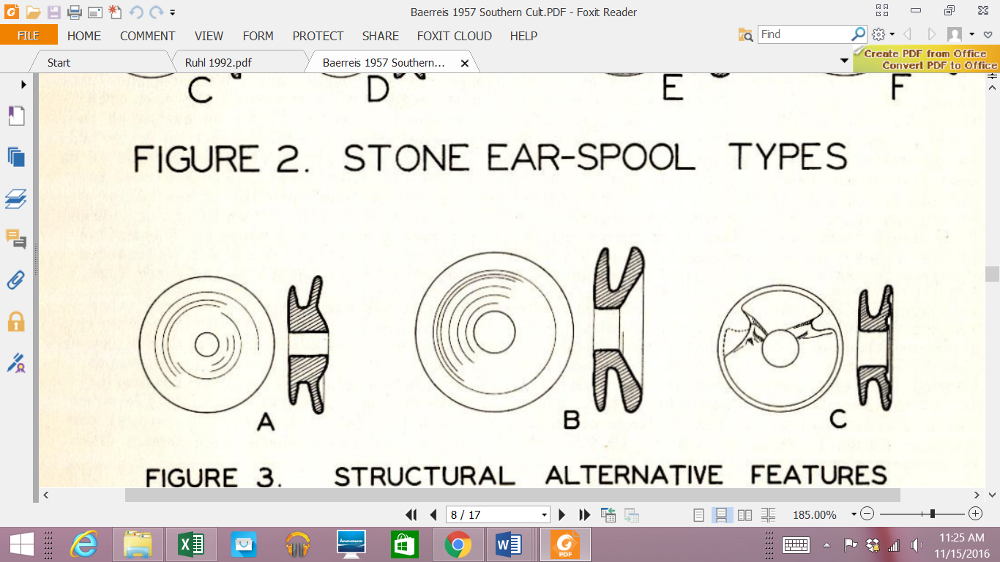 Baerreis 1957 Southern Cult.PDF - Foxit Reader
FILE HOME COMMENT VIEW FORM PROTECT SHARE FOXIT CLOUD HELP
Find
Start Ruhl 1992.pdf Baerreis 1957 Southern...
Create PDF from Office
Convert PDF to Office
C D E F
FIGURE 2. STONE EAR-SPOOL TYPES
A B C
FIGURE 3. STRUCTURAL ALTERNATIVE FEATURES
8 / 17
185.00%
PDF
11:25 AM
11/15/2016